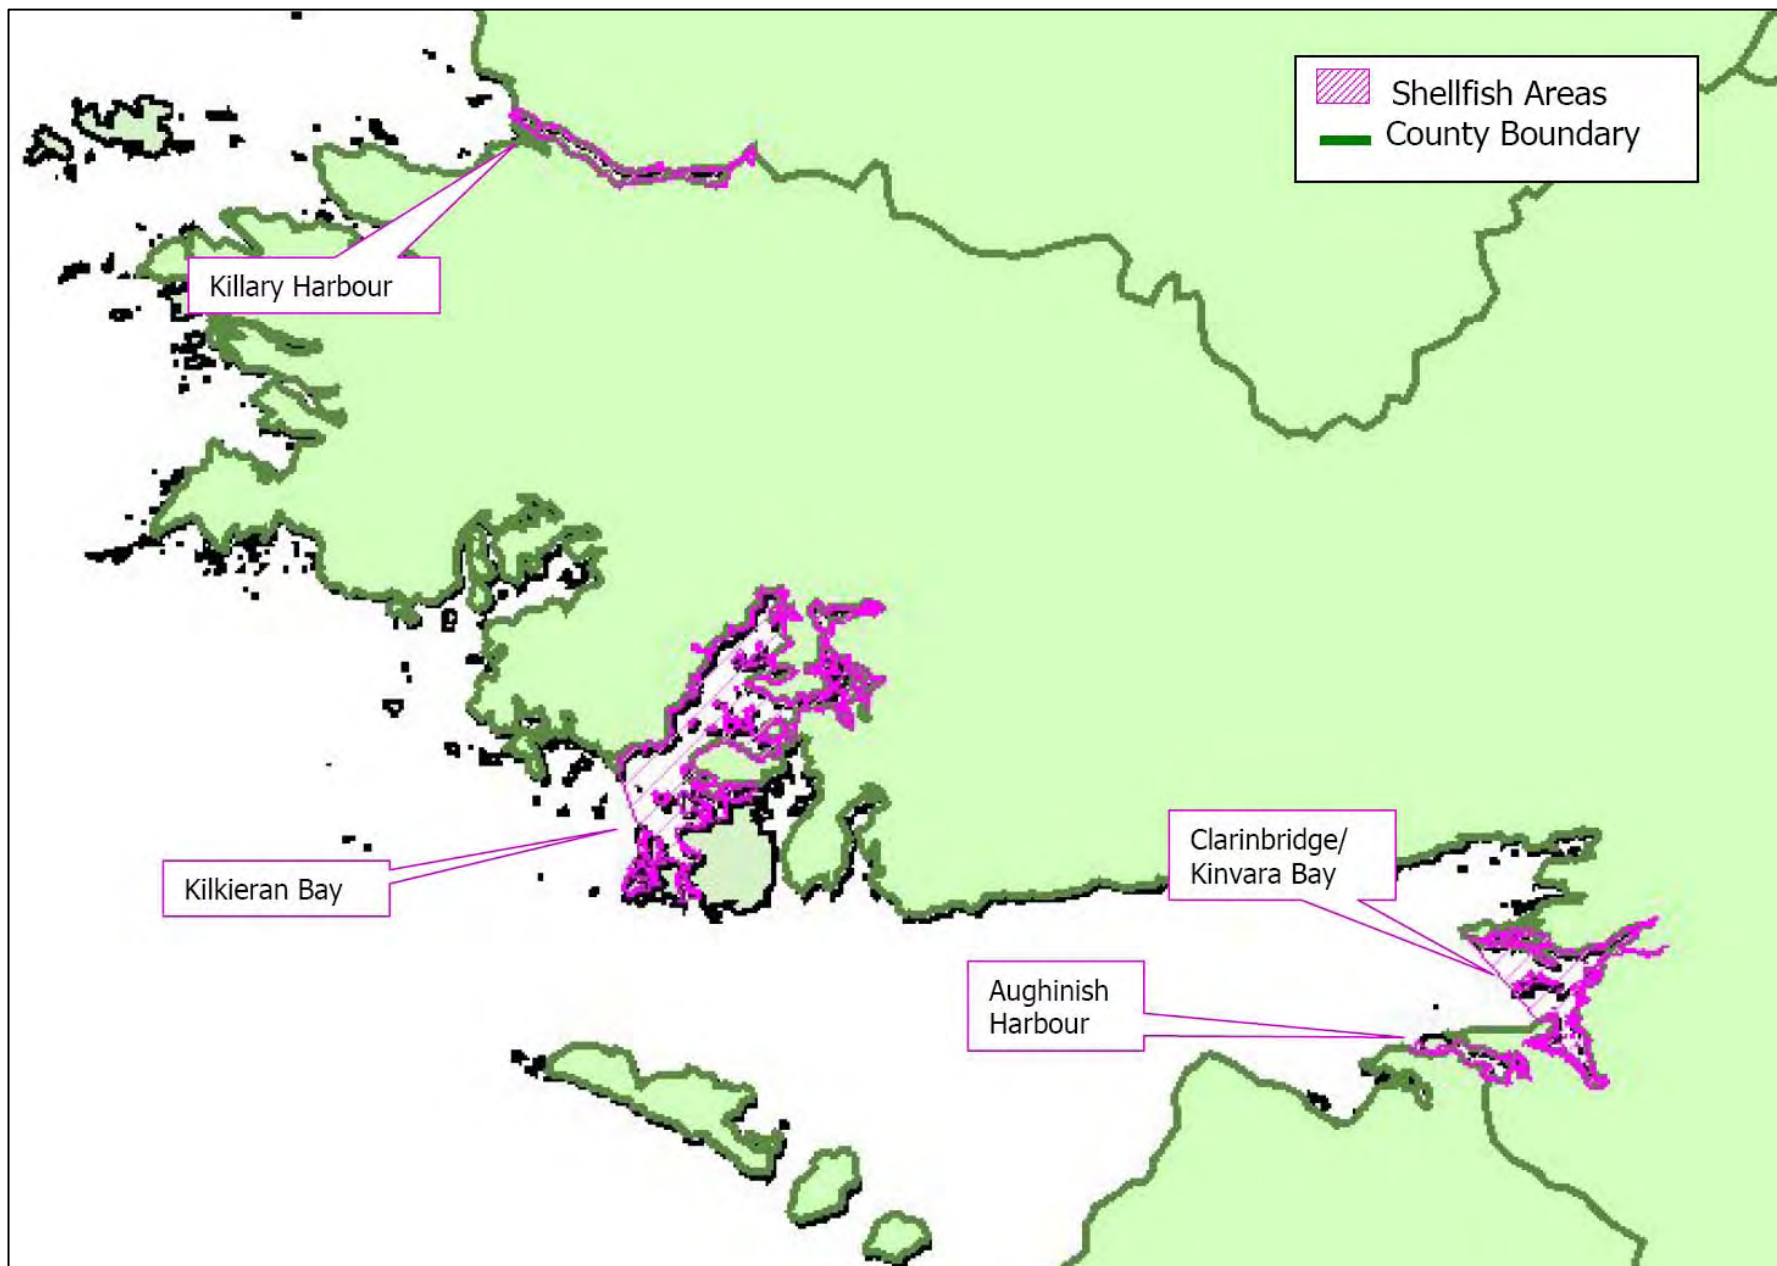 Shellfish Areas
County Boundary
Killary Harbour
Clarinbridge/
Kinvara Bay
Kilkieran Bay
Aughinish
Harbour